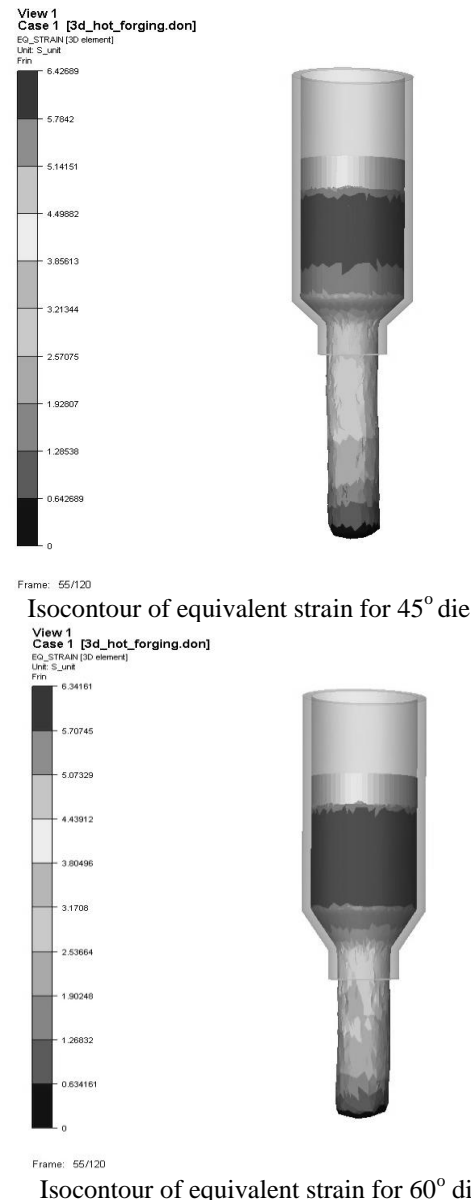 View 1
Case 1 [3d_hot_forging.don]
EQ_STRAIN [3D element]
Unit: S_unit
Frin
6.42689
5.7842
5.14151
4.49882
3.85613
3.21344
2.57075
1.92807
1.28538
0.642689
0
Frame: 55/120
Isocontour of equivalent strain for 45° die
View 1
Case 1 [3d_hot_forging.don]
EQ_STRAIN [3D element]
Unit: S_unit
Frin
6.34161
5.70745
5.07329
4.43912
3.80496
3.1708
2.53664
1.90248
1.26832
0.634161
0
Frame: 55/120
Isocontour of equivalent strain for 60° di